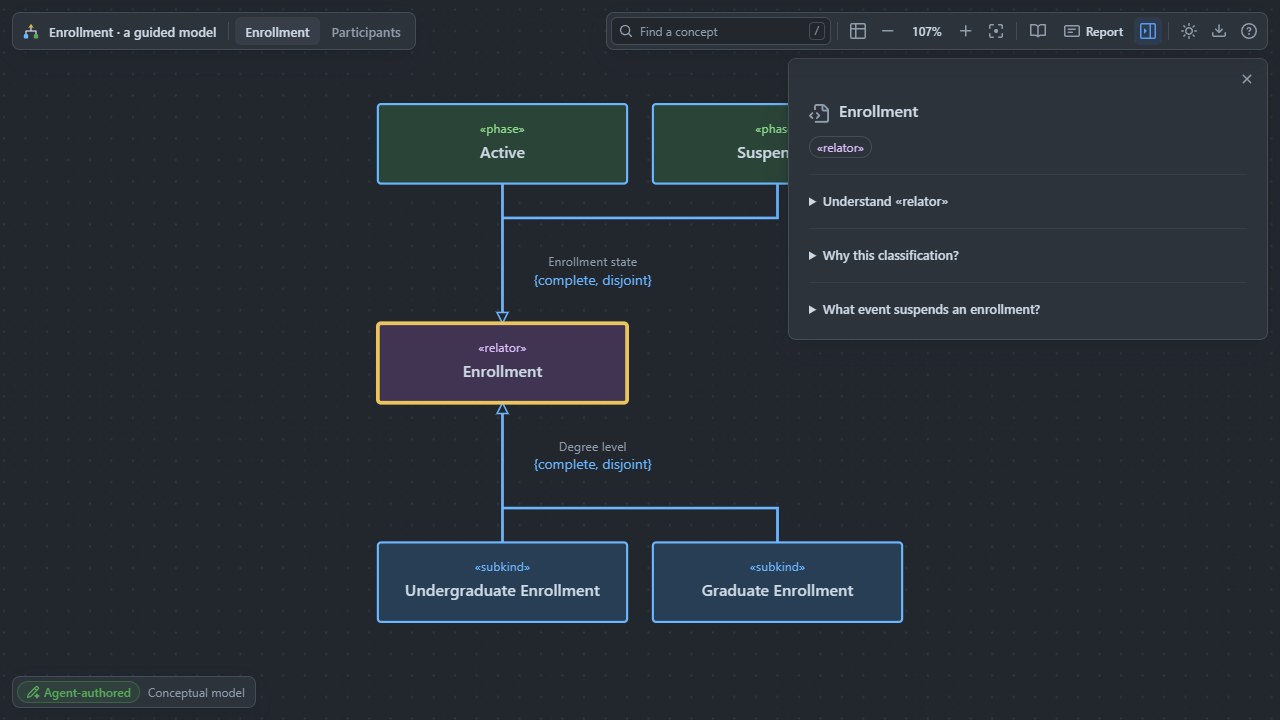 Enrollment · a guided model
Enrollment
Participants
Find a concept
/
107%
Report
«phase»
Active
«phas
Suspen
Enrollment
«relator»
Understand «relator»
Why this classification?
What event suspends an enrollment?
Enrollment state
{complete, disjoint}
«relator»
Enrollment
Degree level
{complete, disjoint}
«subkind»
Undergraduate Enrollment
«subkind»
Graduate Enrollment
Agent-authored
Conceptual model